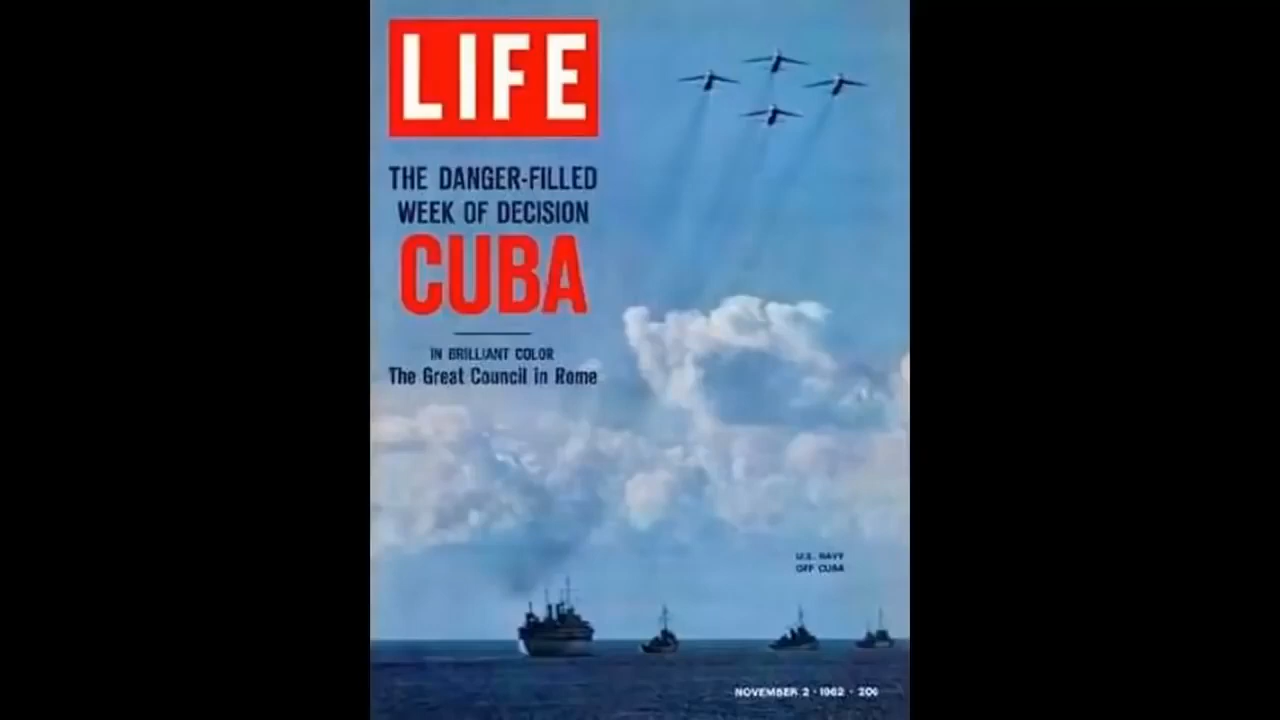 LIFE
THE DANGER-FILLED
WEEK OF DECISION
CUBA
IN BRILLIANT COLOR
The Great Council in Rome
U.S. NAVY
OFF CUBA
NOVEMBER 2 · 1962 · 20¢